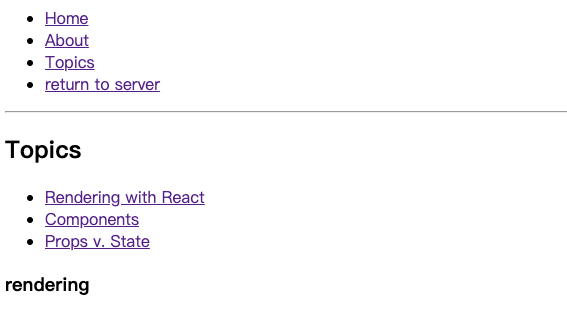 Home
About
Topics
return to server
Topics
Rendering with React
Components
Props v. State
rendering